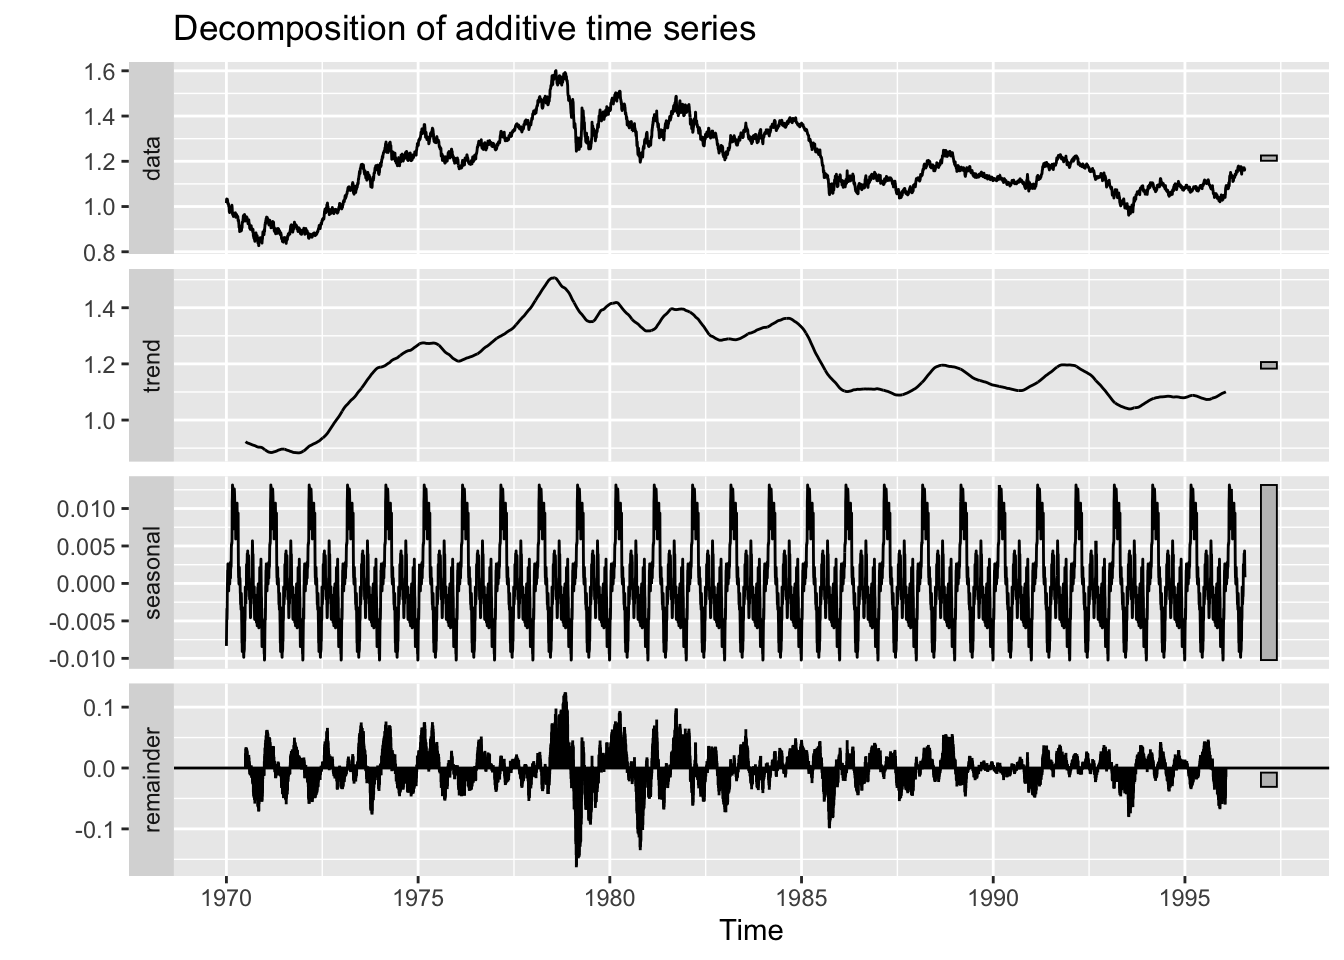 Decomposition of additive time series
data
1.6
1.4
1.2
1.0
0.8
trend
1.4
1.2
1.0
seasonal
0.010
0.005
0.000
-0.005
-0.010
remainder
0.1
0.0
-0.1
1970 1975 1980 1985 1990 1995
Time